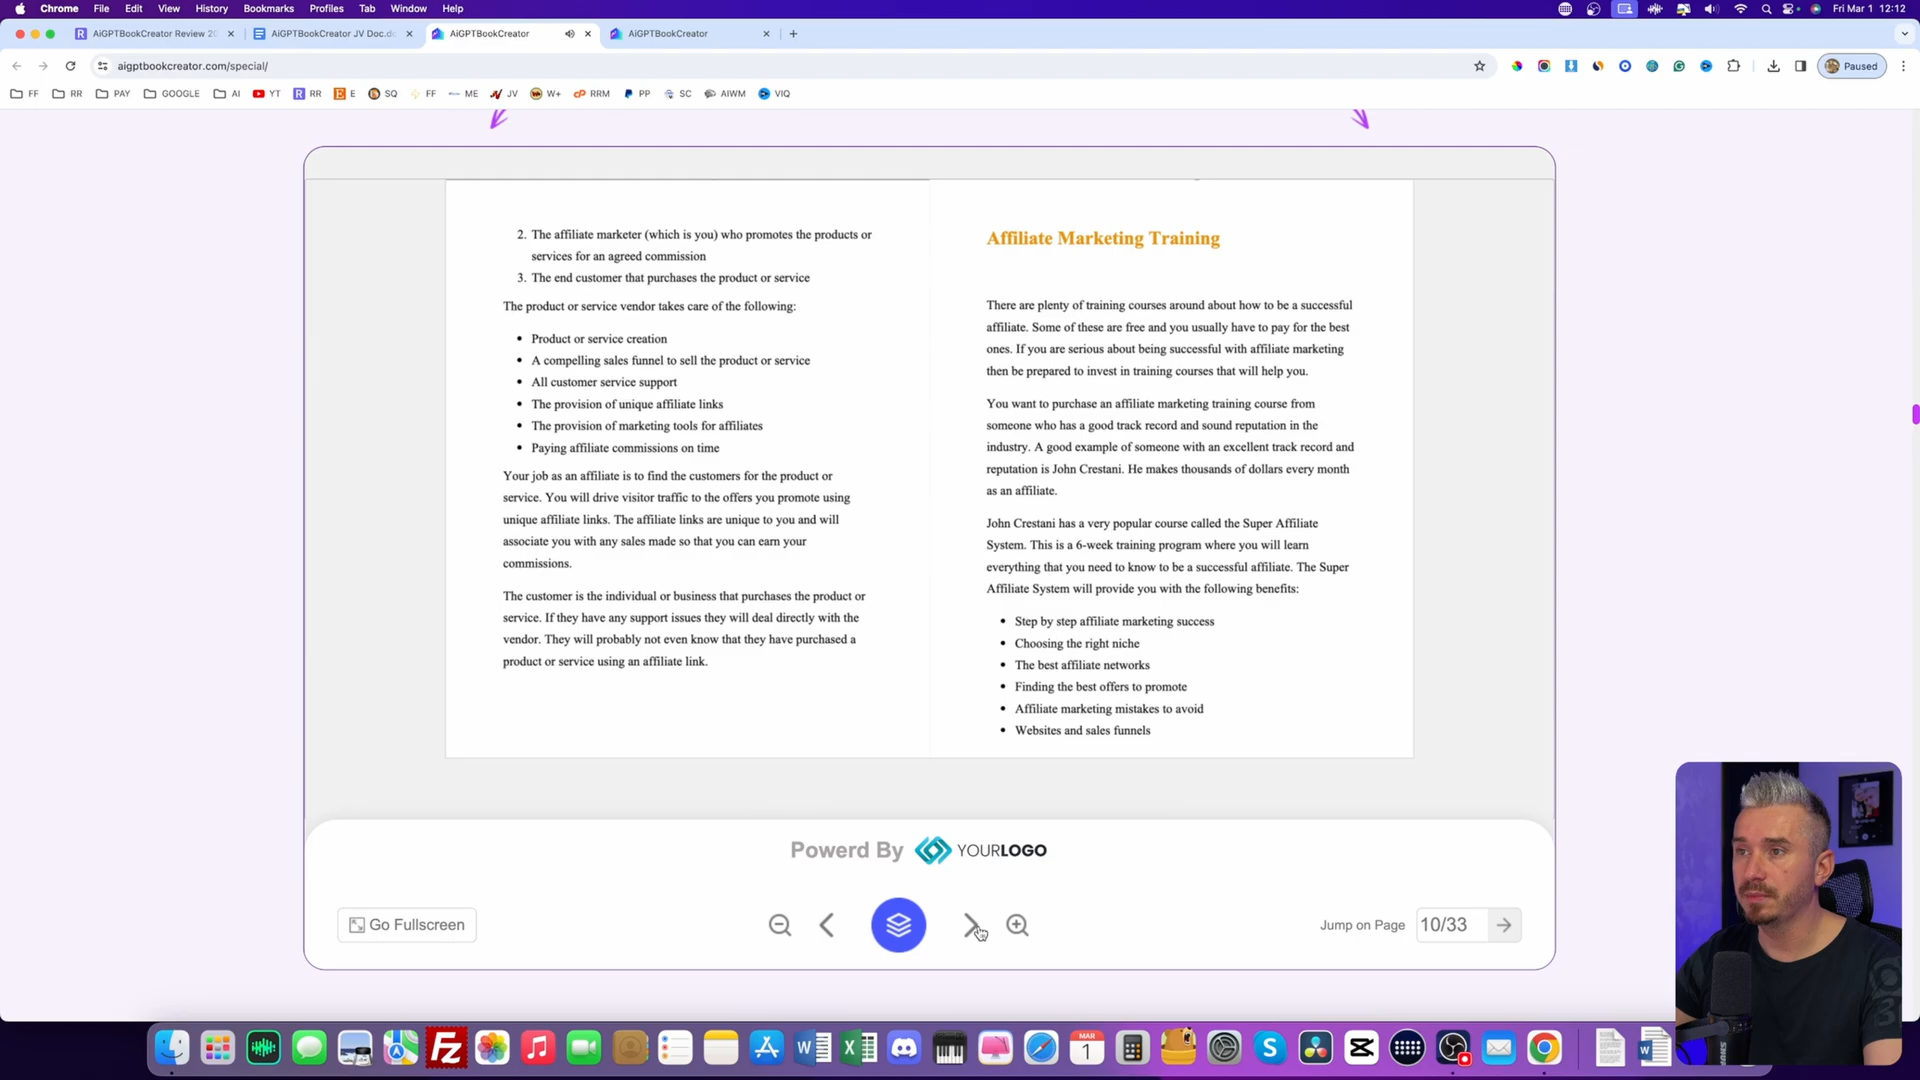 Chrome File Edit View History Bookmarks Profiles Tab Window Help
Fri Mar 1 12:12
AiGPTBookCreator Review 20
AiGPTBookCreator JV Doc.do
AiGPTBookCreator
AiGPTBookCreator
aigptbookcreator.com/special/
Paused
FF RR PAY GOOGLE AI YT RR E SQ FF ME JV W+ RRM PP SC AIWM VIQ
2. The affiliate marketer (which is you) who promotes the products or
services for an agreed commission
3. The end customer that purchases the product or service
The product or service vendor takes care of the following:
• Product or service creation
• A compelling sales funnel to sell the product or service
• All customer service support
• The provision of unique affiliate links
• The provision of marketing tools for affiliates
• Paying affiliate commissions on time
Your job as an affiliate is to find the customers for the product or
service. You will drive visitor traffic to the offers you promote using
unique affiliate links. The affiliate links are unique to you and will
associate you with any sales made so that you can earn your
commissions.
The customer is the individual or business that purchases the product or
service. If they have any support issues they will deal directly with the
vendor. They will probably not even know that they have purchased a
product or service using an affiliate link.
Affiliate Marketing Training
There are plenty of training courses around about how to be a successful
affiliate. Some of these are free and you usually have to pay for the best
ones. If you are serious about being successful with affiliate marketing
then be prepared to invest in training courses that will help you.
You want to purchase an affiliate marketing training course from
someone who has a good track record and sound reputation in the
industry. A good example of someone with an excellent track record and
reputation is John Crestani. He makes thousands of dollars every month
as an affiliate.
John Crestani has a very popular course called the Super Affiliate
System. This is a 6-week training program where you will learn
everything that you need to know to be a successful affiliate. The Super
Affiliate System will provide you with the following benefits:
• Step by step affiliate marketing success
• Choosing the right niche
• The best affiliate networks
• Finding the best offers to promote
• Affiliate marketing mistakes to avoid
• Websites and sales funnels
Powerd By YOURLOGO
Go Fullscreen
Jump on Page 10/33
MAR
1